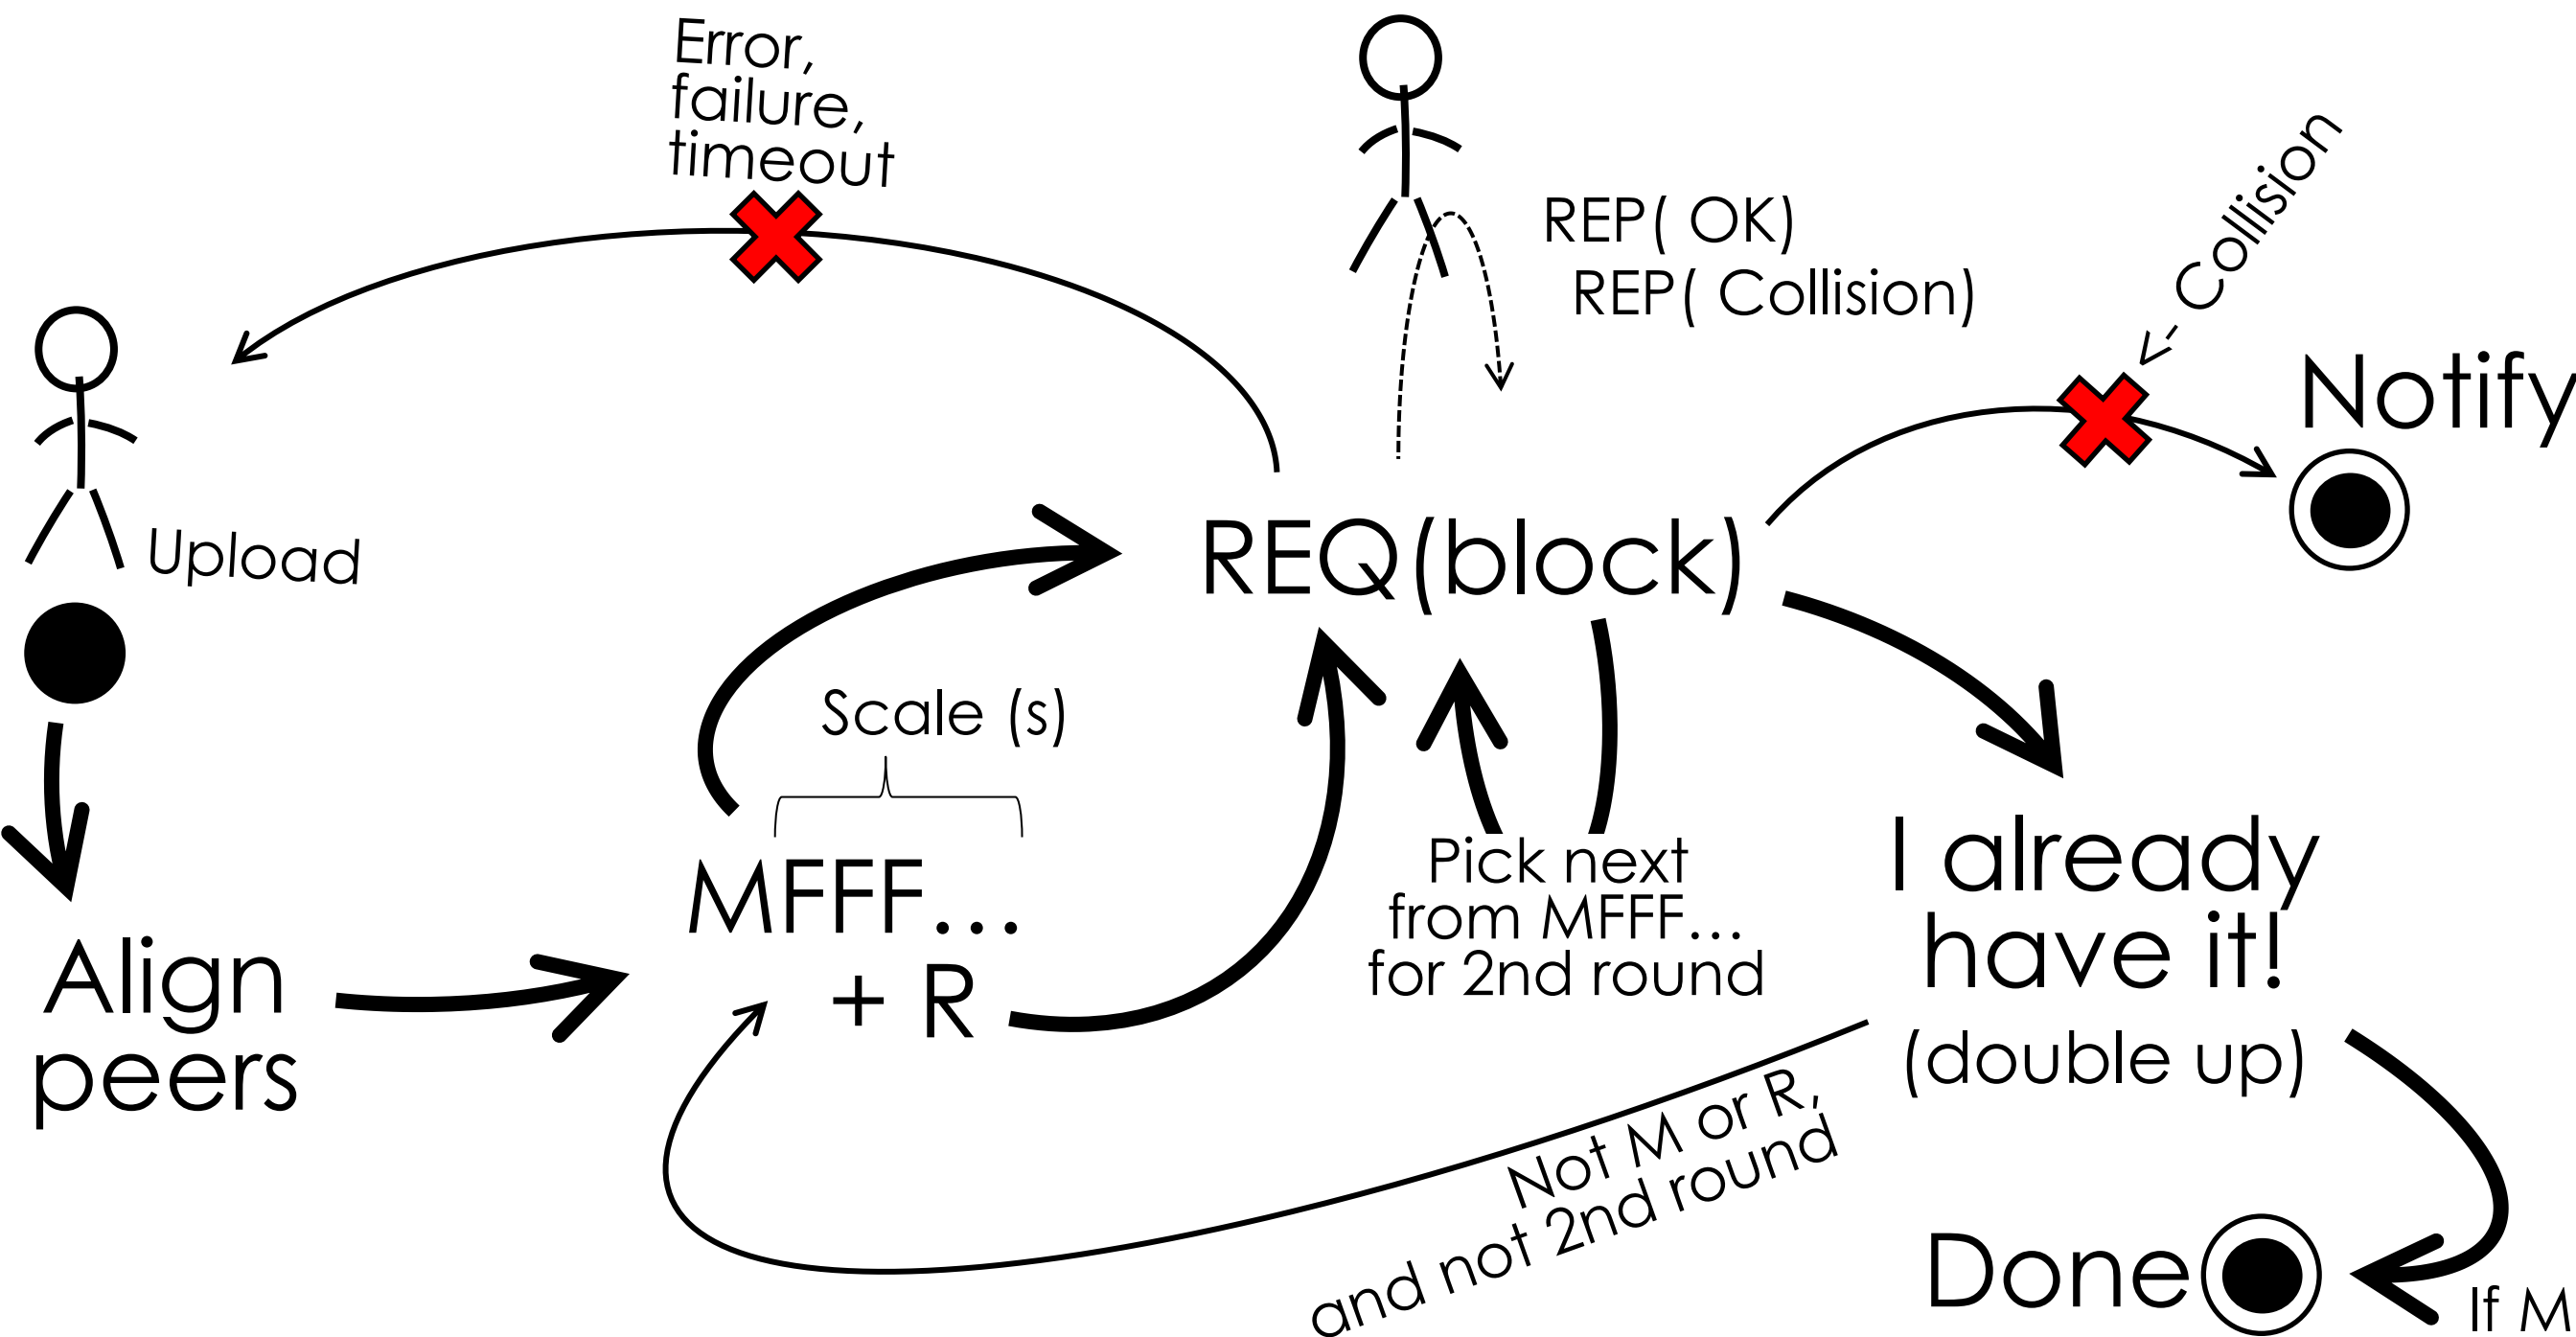 Error,
failure,
timeout
REP( OK)
REP( Collision)
Collision
Notify
Upload
REQ(block)
Scale (s)
MFFF...
+ R
Pick next
from MFFF...
for 2nd round
I already
have it!
(double up)
Align
peers
Not M or R,
and not 2nd round
Done
If M